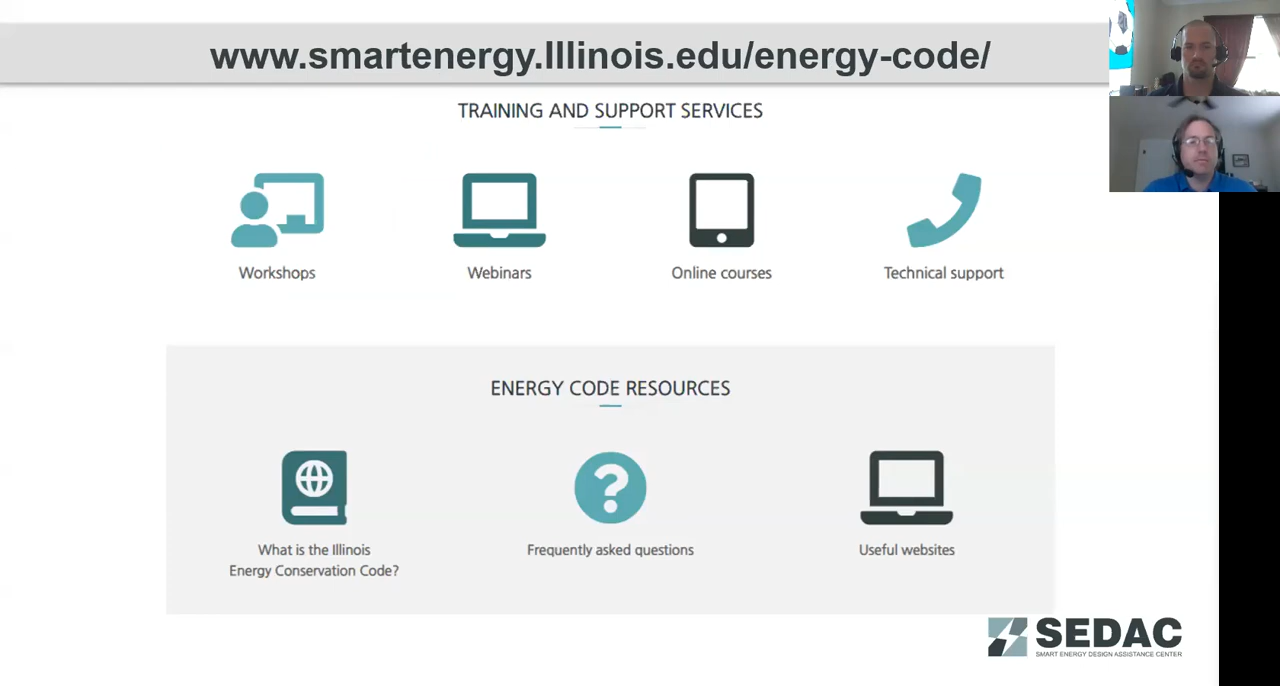 www.smartenergy.Illinois.edu/energy-code/
TRAINING AND SUPPORT SERVICES
Workshops
Webinars
Online courses
Technical support
ENERGY CODE RESOURCES
What is the Illinois
Energy Conservation Code?
Frequently asked questions
Useful websites
SEDAC
SMART ENERGY DESIGN ASSISTANCE CENTER